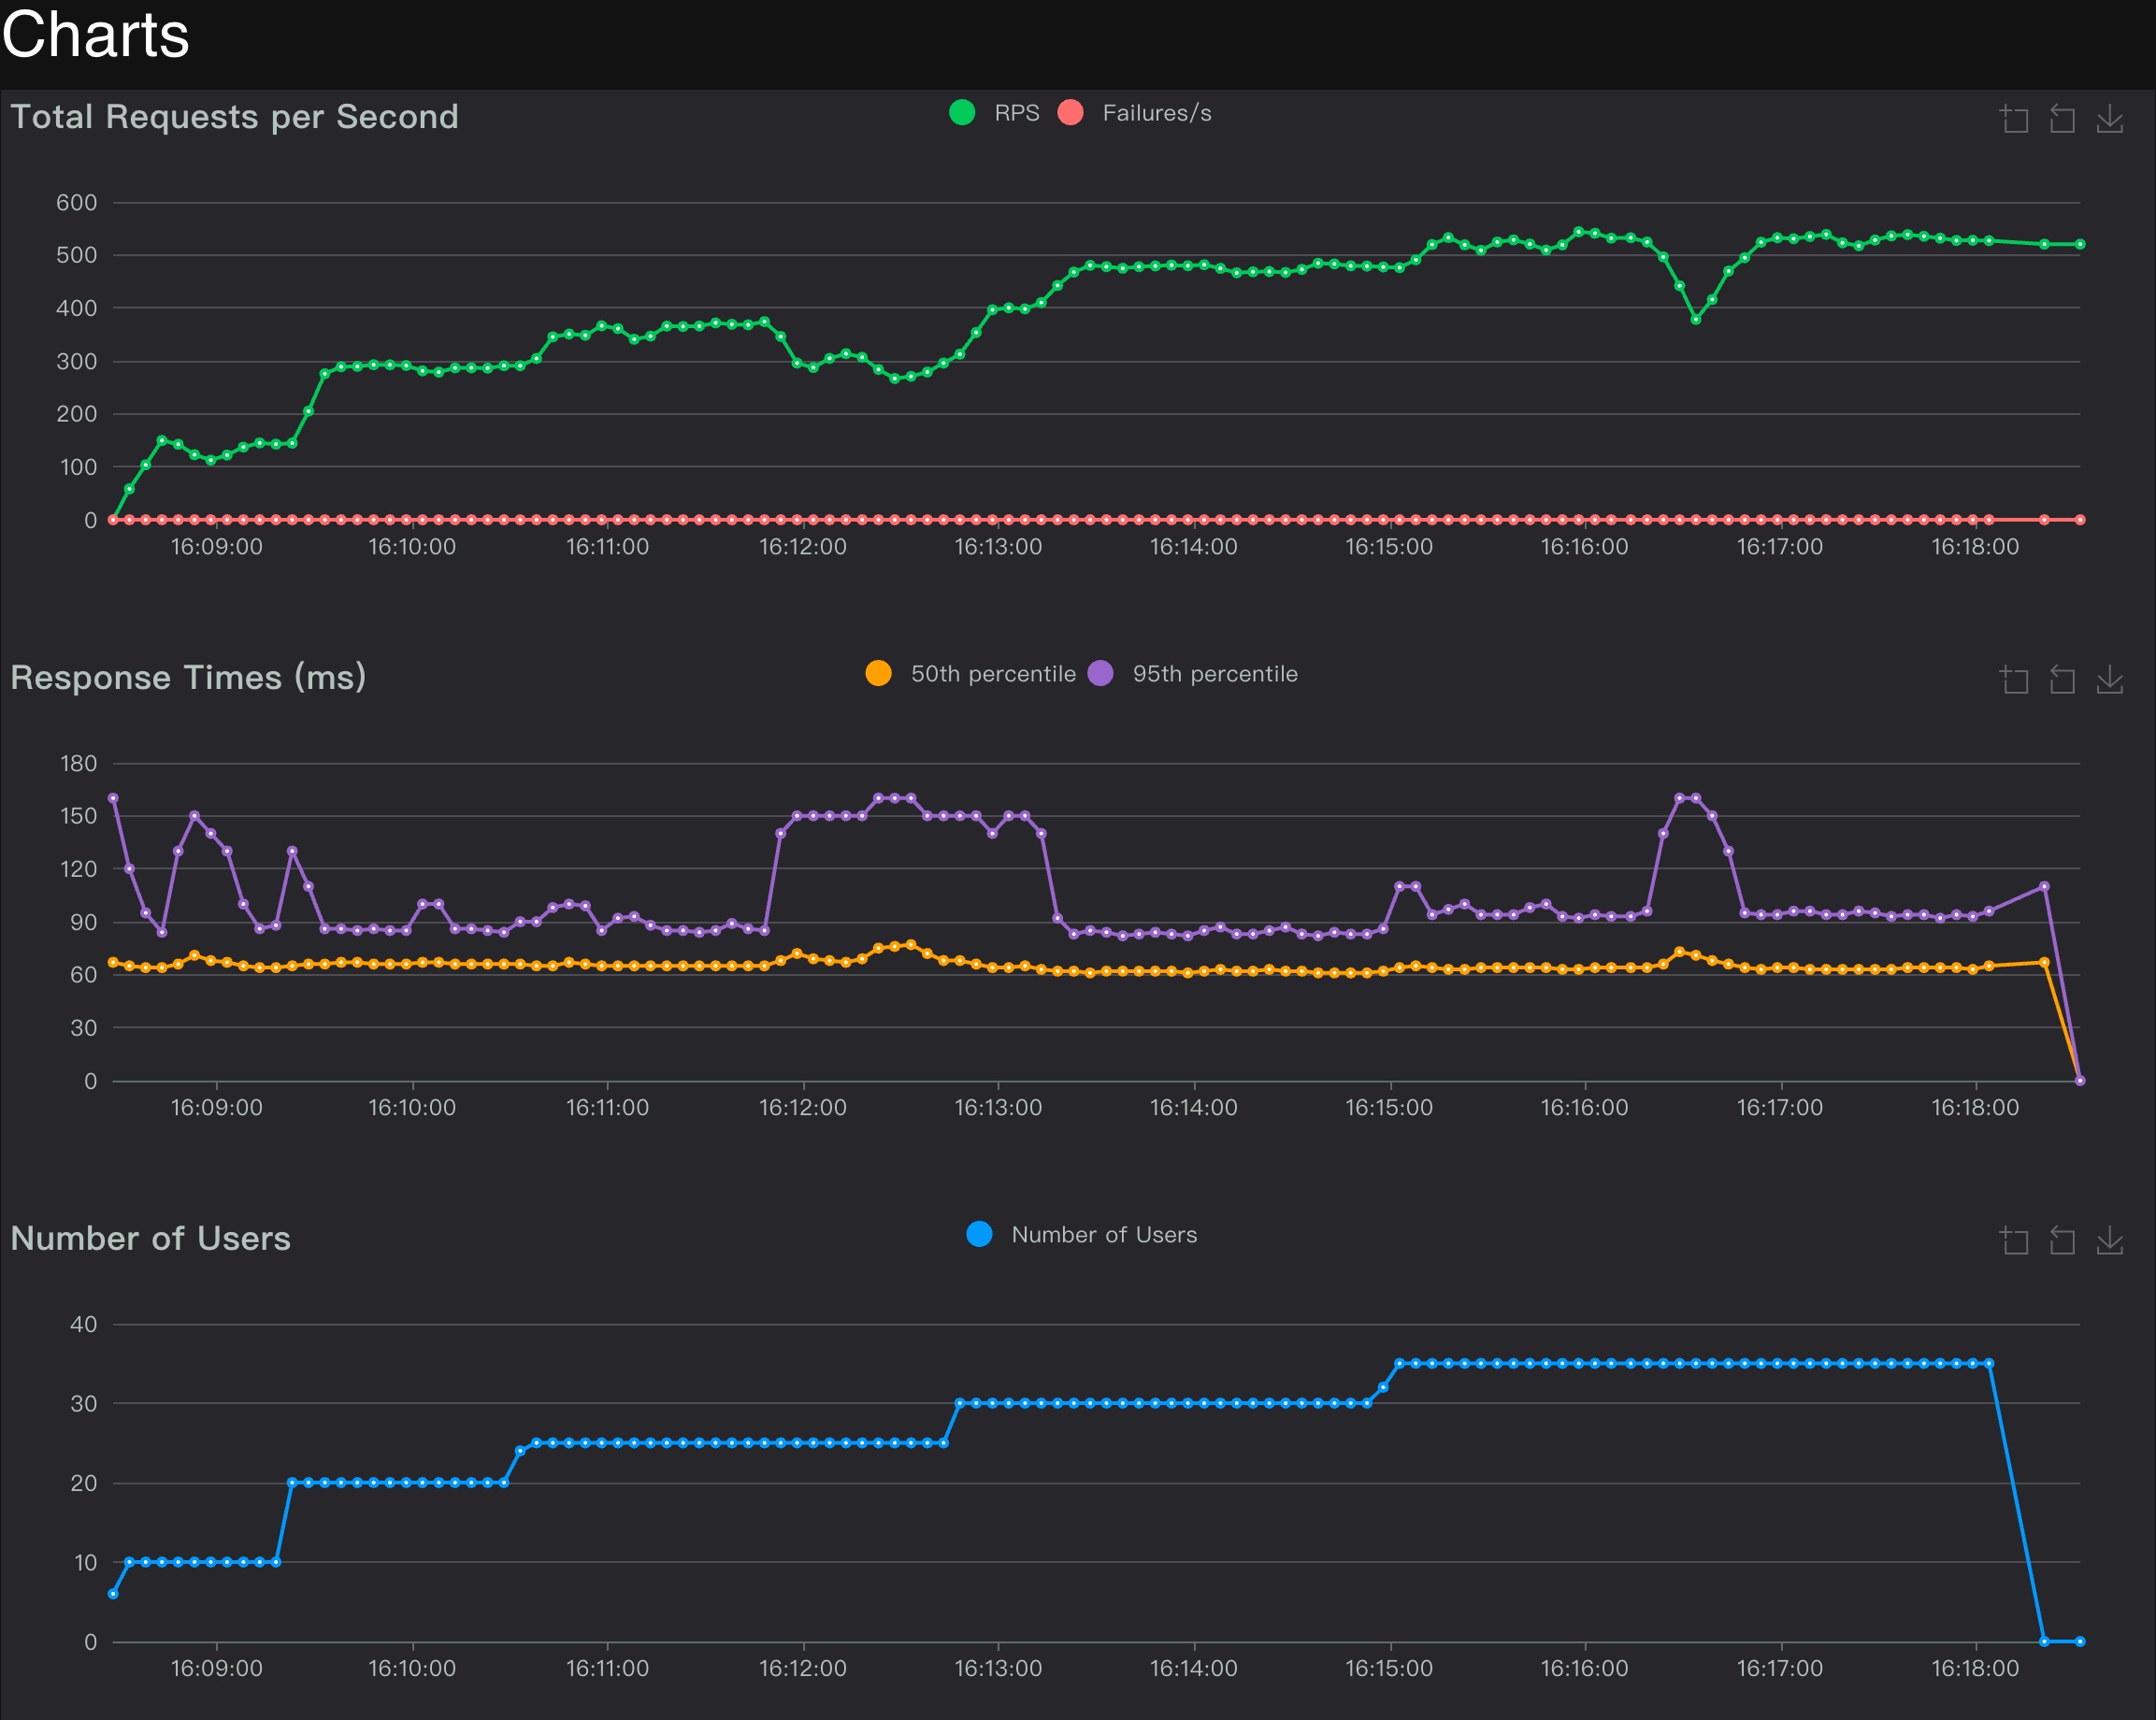 Charts
Total Requests per Second
RPS Failures/s
600
500
400
300
200
100
0
16:09:00 16:10:00 16:11:00 16:12:00 16:13:00 16:14:00 16:15:00 16:16:00 16:17:00 16:18:00
Response Times (ms)
50th percentile 95th percentile
180
150
120
90
60
30
0
16:09:00 16:10:00 16:11:00 16:12:00 16:13:00 16:14:00 16:15:00 16:16:00 16:17:00 16:18:00
Number of Users
Number of Users
40
30
20
10
0
16:09:00 16:10:00 16:11:00 16:12:00 16:13:00 16:14:00 16:15:00 16:16:00 16:17:00 16:18:00